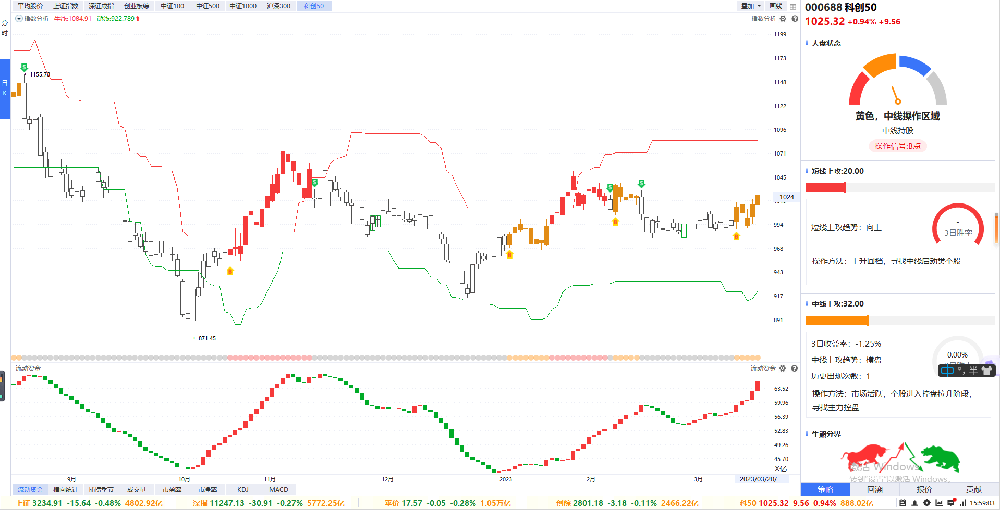 平均股价 上证指数 深证成指 创业板综 中证100 中证500 中证1000 沪深300 科创50 叠加 画线
指数分析 牛线:1084.91 熊线:922.789 指数分析
分时
日K
1199
1173
1148
1122
1096
1071
1045
1024
994
968
943
917
891
S
1155.73
S
S
S
B
B
B
B
871.45
流动资金 流动资金
63.52
59.96
56.39
52.83
49.26
45.70
X亿
9月 10月 11月 12月 2023 2月 3月 2023/03/20/一
流动资金 横向统计 捕捞季节 成交量 市盈率 市净率 KDJ MACD
000688 科创50
1025.32 +0.94% +9.56
大盘状态
黄色，中线操作区域
中线持股
操作信号:B点
短线上攻:20.00
短线上攻趋势：向上
-
3日胜率
操作方法：上升回档，寻找中线启动类个股
中线上攻:32.00
3日收益率：-1.25%
0.00%
3日胜率
中线上攻趋势：横盘
中 °, 半
历史出现次数：1
操作方法：市场活跃，个股进入控盘拉升阶段，
寻找主力控盘
牛熊分界
激活 Windows
转到“设置”以激活 Windows。
策略 回溯 报价 贡献
上证 3234.91 -15.64 -0.48% 4802.92亿 深指 11247.13 -30.91 -0.27% 5772.25亿 平价 17.57 -0.05 -0.28% 1.05万亿 创综 2801.18 -3.18 -0.11% 2466.22亿 科50 1025.32 9.56 0.94% 888.02亿 15:59:03